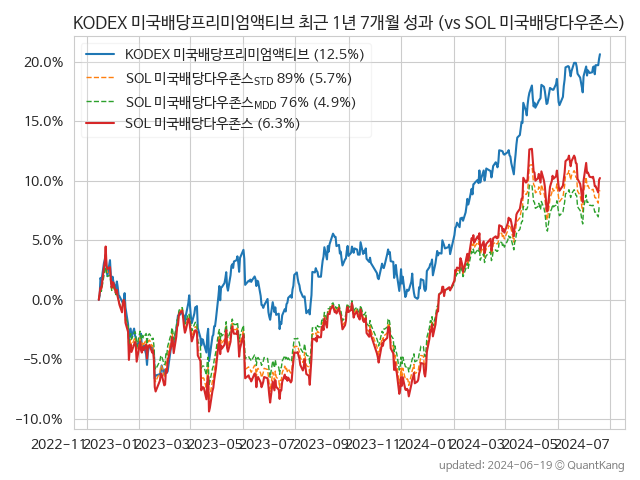 KODEX 미국배당프리미엄액티브 최근 1년 7개월 성과 (vs SOL 미국배당다우존스)
KODEX 미국배당프리미엄액티브 (12.5%)
SOL 미국배당다우존스STD 89% (5.7%)
SOL 미국배당다우존스MDD 76% (4.9%)
SOL 미국배당다우존스 (6.3%)
20.0%
15.0%
10.0%
5.0%
0.0%
−5.0%
−10.0%
2022-11 2023-01 2023-03 2023-05 2023-07 2023-09 2023-11 2024-01 2024-03 2024-05 2024-07
updated: 2024-06-19 © QuantKang